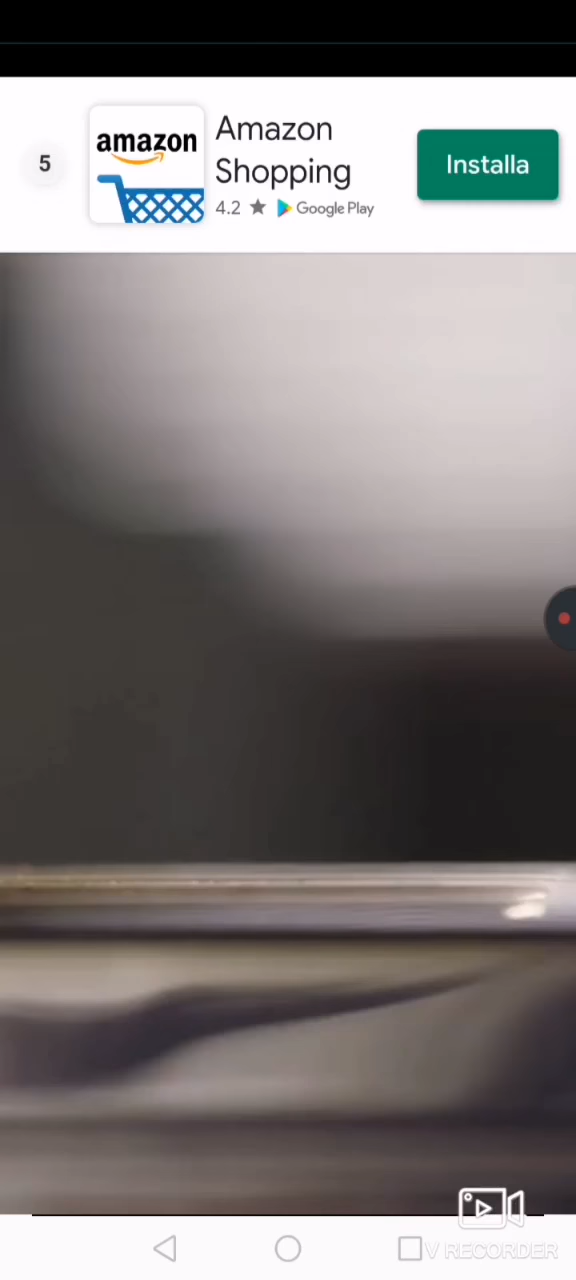 5
amazon
Amazon
Shopping
4.2 ★ Google Play
Installa
V RECORDER